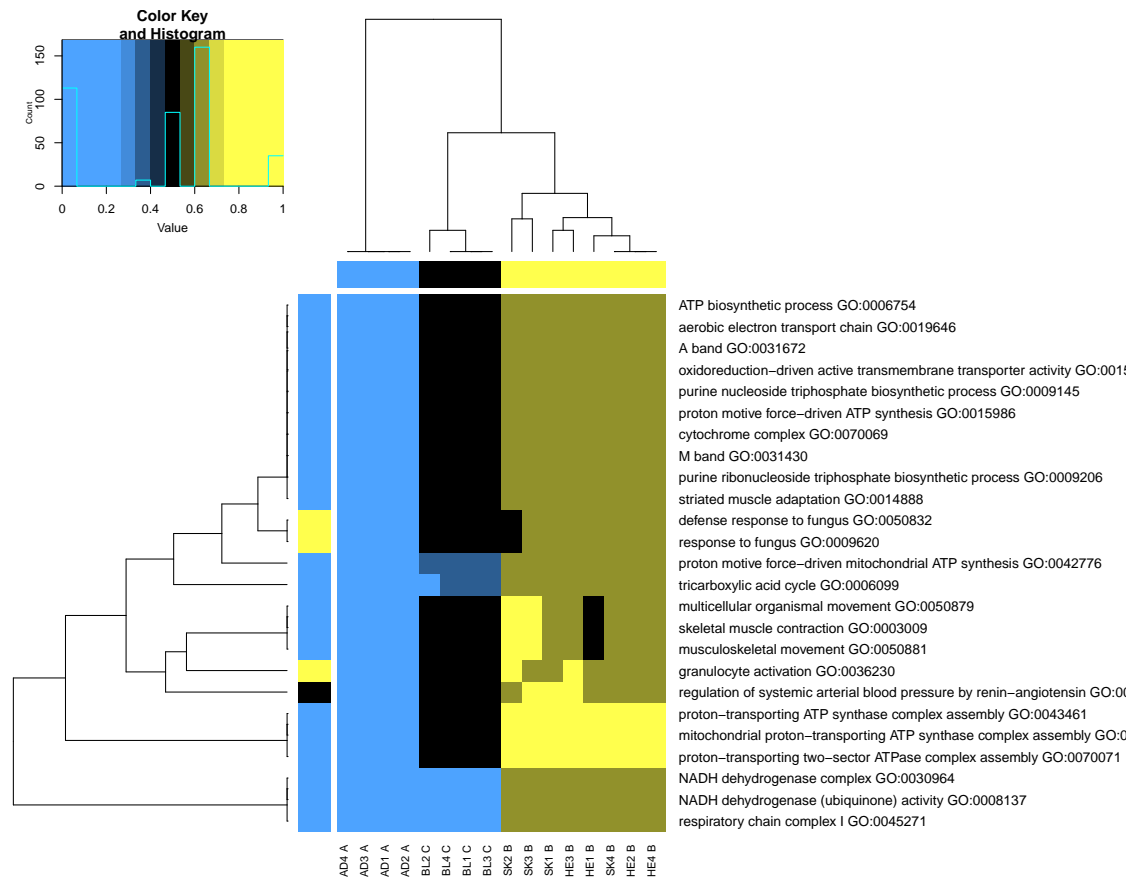 Color Key
and Histogram
Count
0 50 100 150
0 0.2 0.4 0.6 0.8 1
Value
ATP biosynthetic process GO:0006754
aerobic electron transport chain GO:0019646
A band GO:0031672
oxidoreduction−driven active transmembrane transporter activity GO:0015
purine nucleoside triphosphate biosynthetic process GO:0009145
proton motive force−driven ATP synthesis GO:0015986
cytochrome complex GO:0070069
M band GO:0031430
purine ribonucleoside triphosphate biosynthetic process GO:0009206
striated muscle adaptation GO:0014888
defense response to fungus GO:0050832
response to fungus GO:0009620
proton motive force−driven mitochondrial ATP synthesis GO:0042776
tricarboxylic acid cycle GO:0006099
multicellular organismal movement GO:0050879
skeletal muscle contraction GO:0003009
musculoskeletal movement GO:0050881
granulocyte activation GO:0036230
regulation of systemic arterial blood pressure by renin−angiotensin GO:00
proton−transporting ATP synthase complex assembly GO:0043461
mitochondrial proton−transporting ATP synthase complex assembly GO:0
proton−transporting two−sector ATPase complex assembly GO:0070071
NADH dehydrogenase complex GO:0030964
NADH dehydrogenase (ubiquinone) activity GO:0008137
respiratory chain complex I GO:0045271
AD4 A
AD3 A
AD1 A
AD2 A
BL2 C
BL4 C
BL1 C
BL3 C
SK2 B
SK3 B
SK1 B
HE3 B
HE1 B
SK4 B
HE2 B
HE4 B